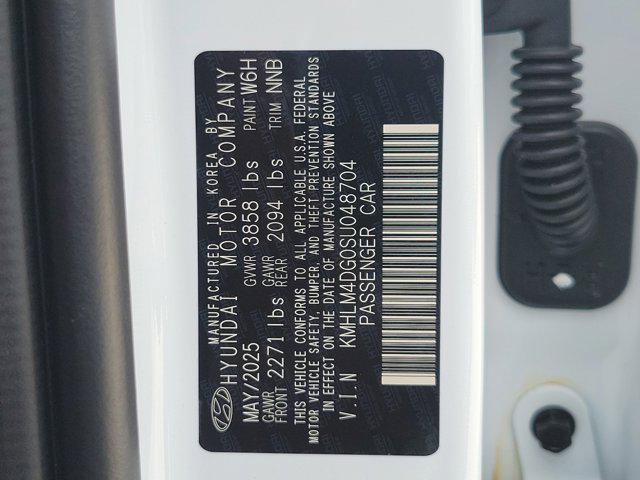 MANUFACTURED IN KOREA BY
HYUNDAI MOTOR COMPANY
MAY/2025 GVWR 3858 lbs PAINT W6H
GAWR FRONT 2271 lbs GAWR REAR 2094 lbs TRIM NNB
THIS VEHICLE CONFORMS TO ALL APPLICABLE U.S.A. FEDERAL
MOTOR VEHICLE SAFETY, BUMPER, AND THEFT PREVENTION STANDARDS
IN EFFECT ON THE DATE OF MANUFACTURE SHOWN ABOVE
V.I.N KMHLM4DG0SU048704
PASSENGER CAR